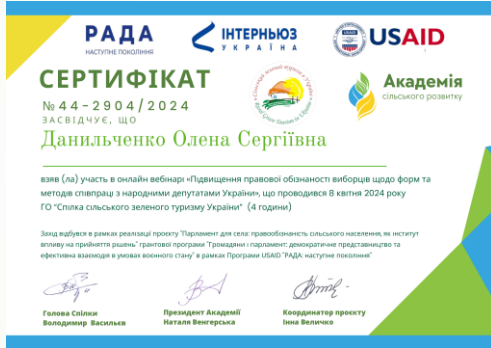 РАДА
НАСТУПНЕ ПОКОЛІННЯ
ІНТЕРНЬЮЗ
УКРАЇНА
USAID
СЕРТИФІКАТ
№44-2904/2024
ЗАСВІДЧУЄ, ЩО
Академія
сільського розвитку
Данильченко Олена Сергіївна
взяв (ла) участь в онлайн вебінарі «Підвищення правової обізнаності виборців щодо форм та
методів співпраці з народними депутатами України», що проводився 8 квітня 2024 року
ГО "Спілка сільського зеленого туризму України" (4 години)
Захід відбувся в рамках реалізації проєкту "Парламент для села: правообізнаність сільського населення, як інститут
впливу на прийняття рішень" грантової програми "Громадяни і парламент: демократичне представництво та
ефективна взаємодія в умовах воєнного стану" в рамках Програми USAID "РАДА: наступне покоління"
Голова Спілки
Володимир Васильєв
Президент Академії
Наталя Венгерська
Координатор проєкту
Інна Величко